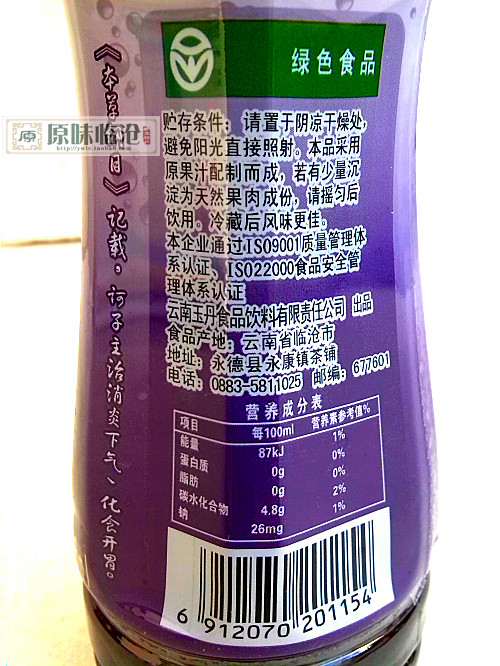 绿色食品
《本草纲目》记载。诃子主治消炎下气、化食开胃。
原味临沧
贮存条件：请置于阴凉干燥处，
避免阳光直接照射。本品采用
原果汁配制而成，若有少量沉
淀为天然果肉成份，请摇匀后
饮用。冷藏后风味更佳。
本企业通过ISO9001质量管理体
系认证、ISO22000食品安全管
理体系认证
云南玉丹食品饮料有限责任公司 出品
食品产地：云南省临沧市
地址：永德县永康镇茶铺
电话：0883-5811025 邮编：677601
营养成分表
项目 每100ml 营养素参考值%
能量 87kJ 1%
蛋白质 0g 0%
脂肪 0g 0%
碳水化合物 4.8g 2%
钠 26mg 1%
6 912070 201154